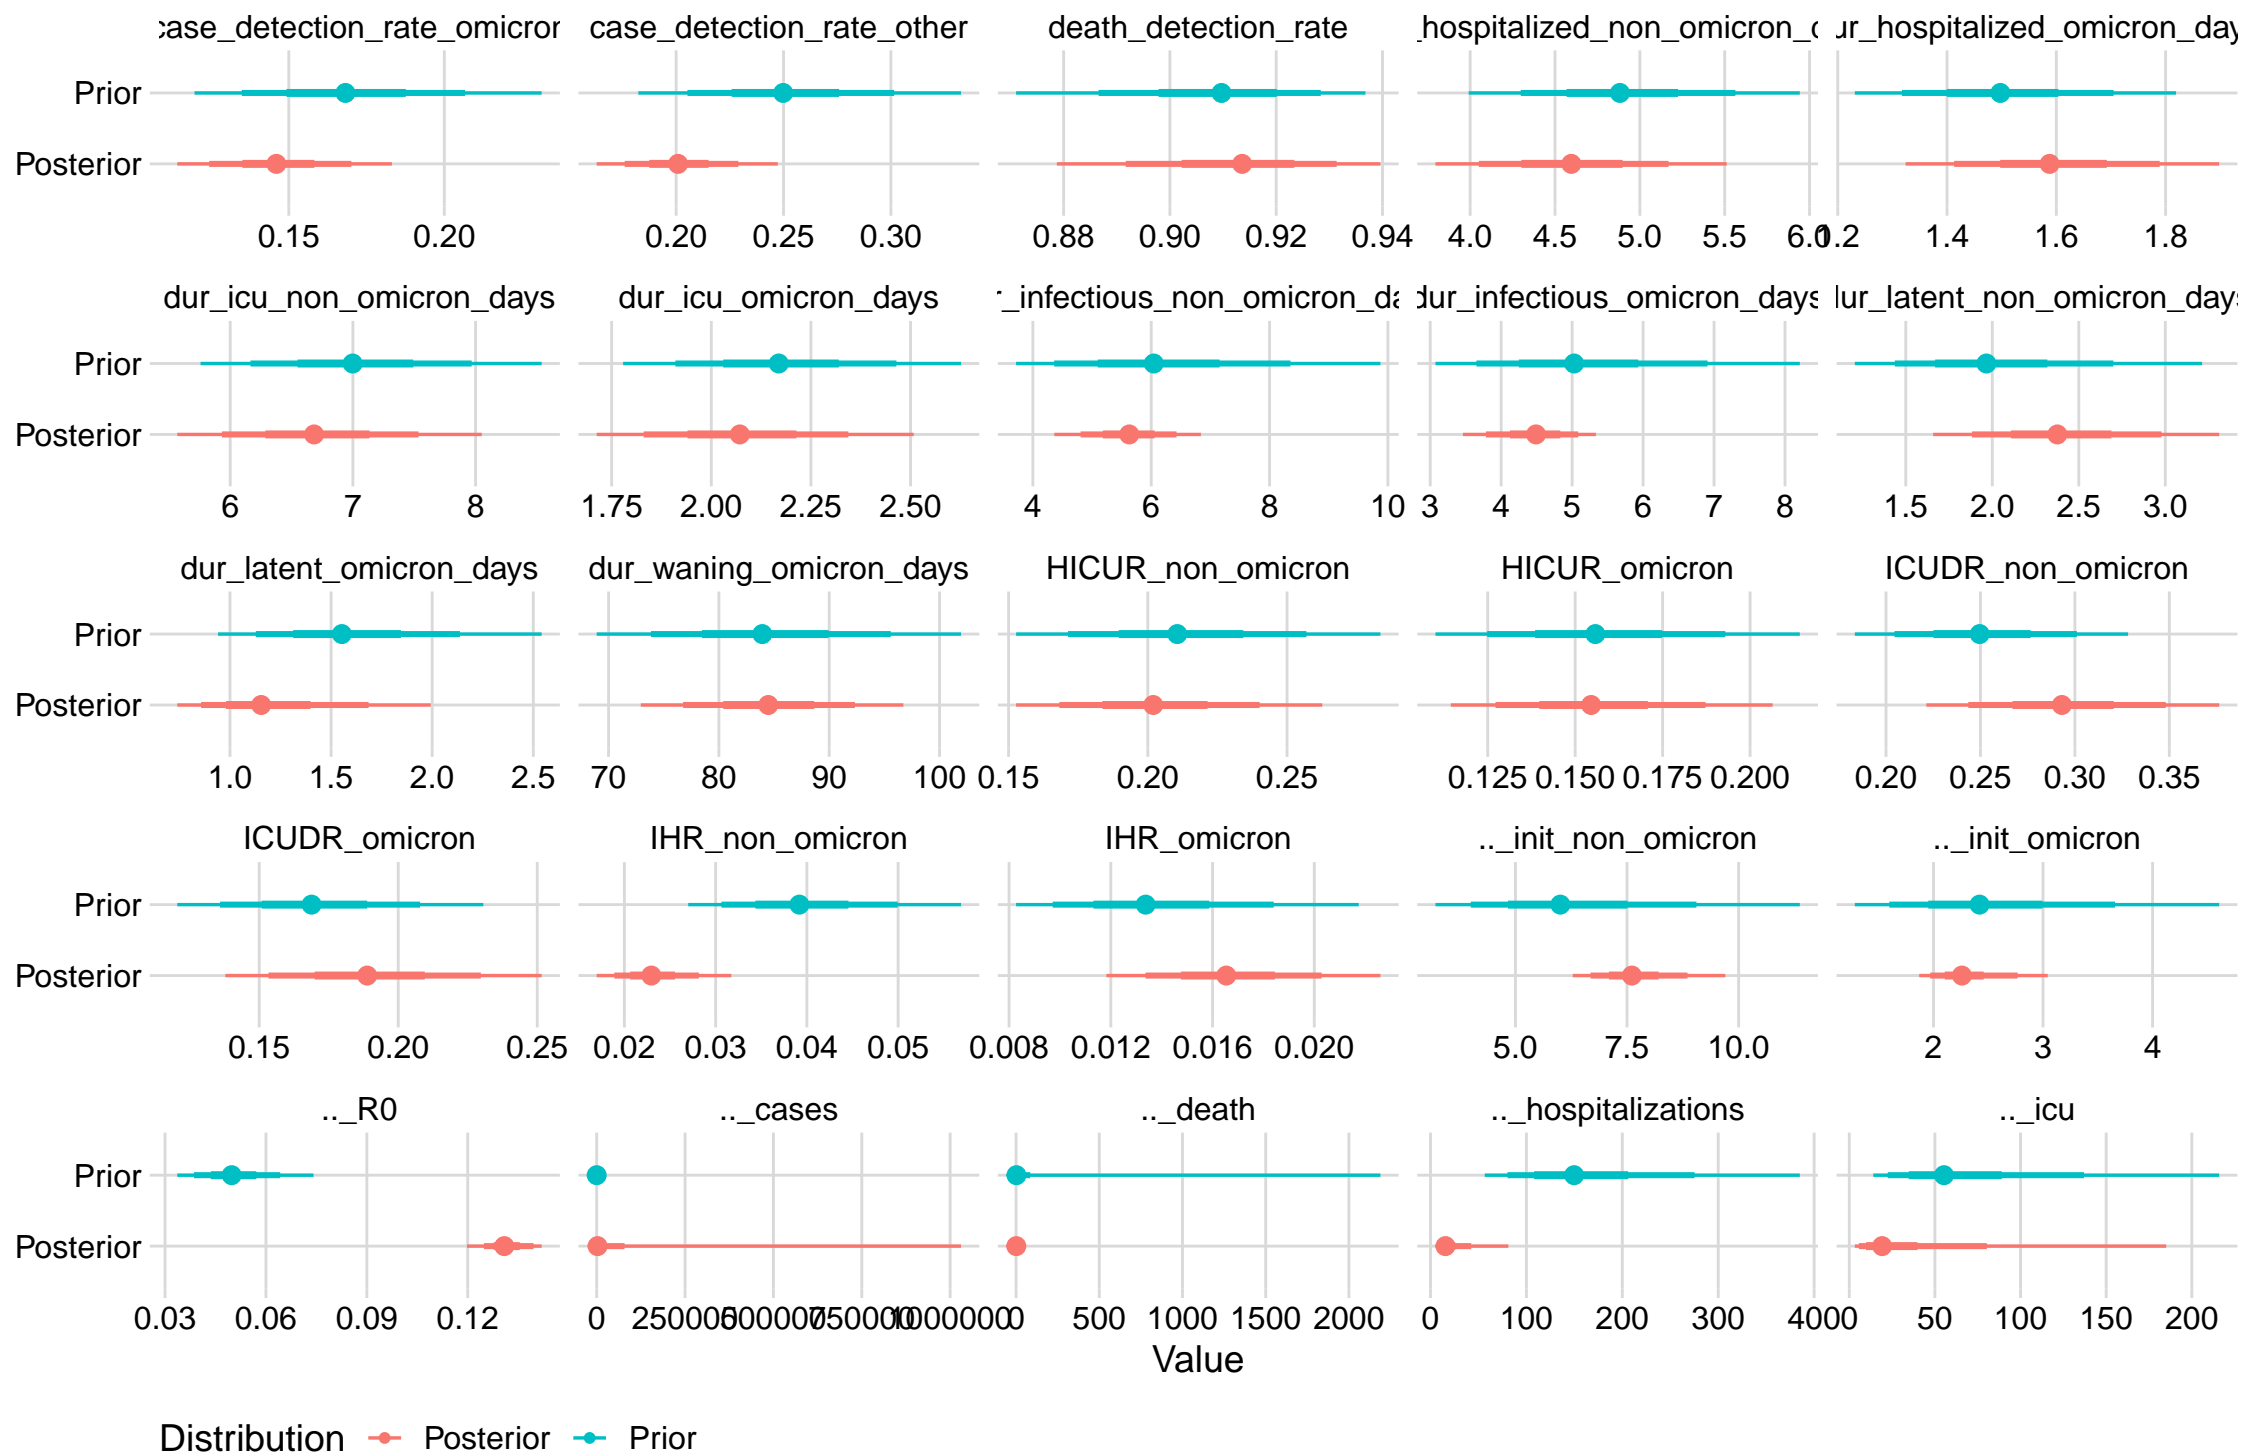 case_detection_rate_omicron case_detection_rate_other death_detection_rate _hospitalized_non_omicron_ ur_hospitalized_omicron_day
Prior
Posterior
0.15 0.20 0.20 0.25 0.30 0.88 0.90 0.92 0.94 4.0 4.5 5.0 5.5 6.0 1.2 1.4 1.6 1.8
dur_icu_non_omicron_days dur_icu_omicron_days r_infectious_non_omicron_da dur_infectious_omicron_days dur_latent_non_omicron_days
Prior
Posterior
6 7 8 1.75 2.00 2.25 2.50 4 6 8 10 3 4 5 6 7 8 1.5 2.0 2.5 3.0
dur_latent_omicron_days dur_waning_omicron_days HICUR_non_omicron HICUR_omicron ICUDR_non_omicron
Prior
Posterior
1.0 1.5 2.0 2.5 70 80 90 100 0.15 0.20 0.25 0.125 0.150 0.175 0.200 0.20 0.25 0.30 0.35
ICUDR_omicron IHR_non_omicron IHR_omicron .._init_non_omicron .._init_omicron
Prior
Posterior
0.15 0.20 0.25 0.02 0.03 0.04 0.05 0.008 0.012 0.016 0.020 5.0 7.5 10.0 2 3 4
.._R0 .._cases .._death .._hospitalizations .._icu
Prior
Posterior
0.03 0.06 0.09 0.12 0 250000 500000 750000 1000000 0 500 1000 1500 2000 0 100 200 300 400 0 50 100 150 200
Value
Distribution Posterior Prior